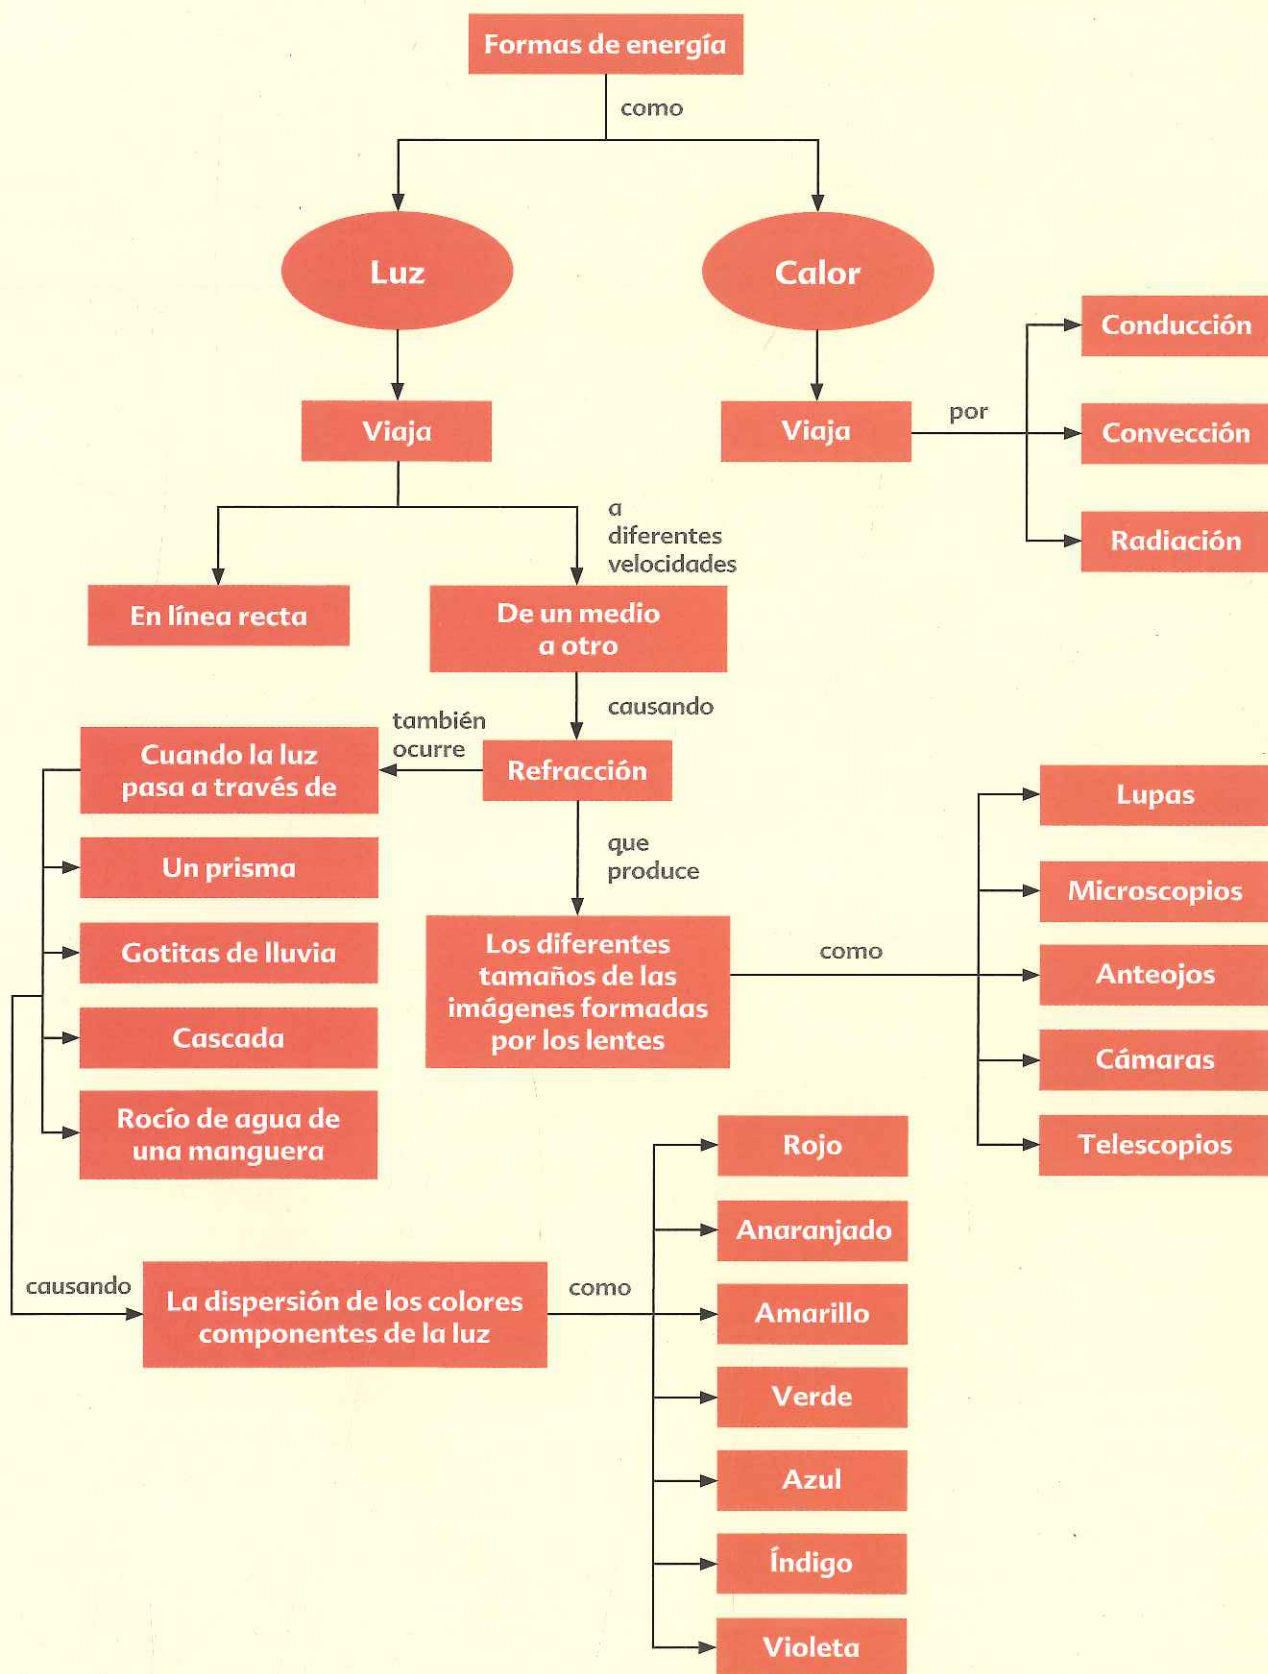 Formas de energía
como
Luz
Calor
Viaja
Viaja
por
Conducción
Convección
Radiación
a
diferentes
velocidades
En línea recta
De un medio
a otro
causando
también
ocurre
Refracción
Cuando la luz
pasa a través de
Un prisma
Gotitas de lluvia
Cascada
Rocío de agua de
una manguera
que
produce
Los diferentes
tamaños de las
imágenes formadas
por los lentes
como
Lupas
Microscopios
Anteojos
Cámaras
Telescopios
causando
La dispersión de los colores
componentes de la luz
como
Rojo
Anaranjado
Amarillo
Verde
Azul
Índigo
Violeta